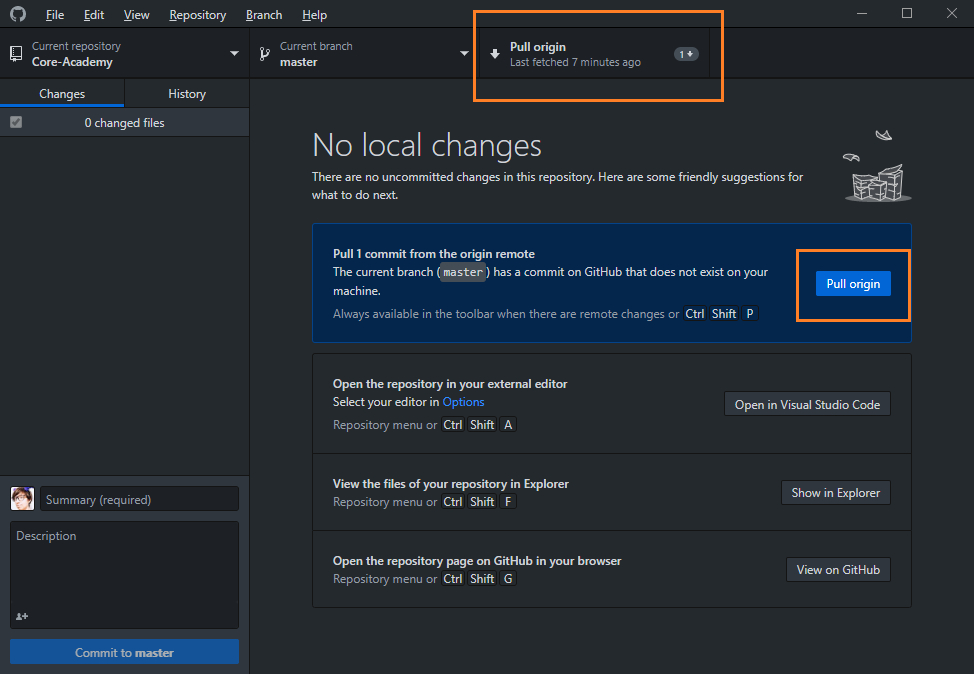 File Edit View Repository Branch Help
Current repository
Core-Academy
Current branch
master
Pull origin
Last fetched 7 minutes ago
1
Changes
History
0 changed files
No local changes
There are no uncommitted changes in this repository. Here are some friendly suggestions for
what to do next.
Pull 1 commit from the origin remote
The current branch (master) has a commit on GitHub that does not exist on your
machine.
Always available in the toolbar when there are remote changes or Ctrl Shift P
Pull origin
Open the repository in your external editor
Select your editor in Options
Repository menu or Ctrl Shift A
Open in Visual Studio Code
View the files of your repository in Explorer
Repository menu or Ctrl Shift F
Show in Explorer
Open the repository page on GitHub in your browser
Repository menu or Ctrl Shift G
View on GitHub
Summary (required)
Description
Commit to master